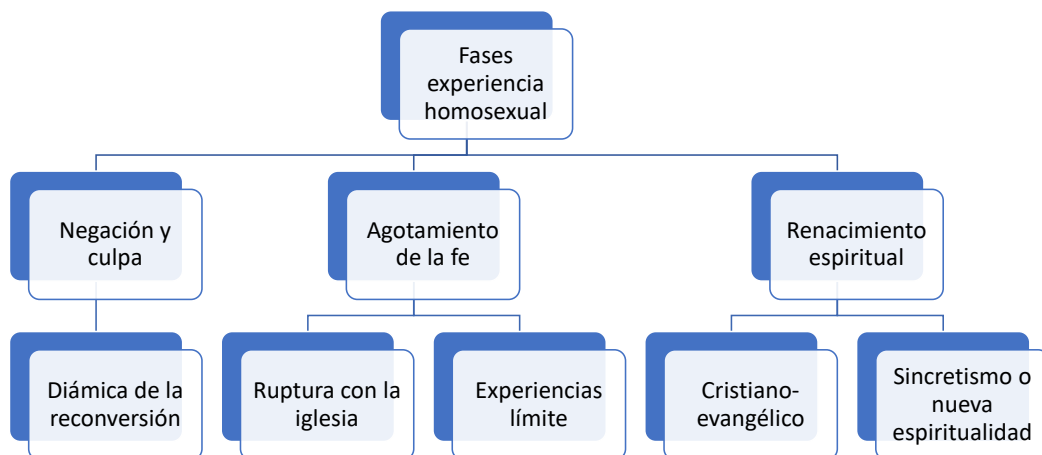 Fases
experiencia
homosexual
Negación y
culpa
Agotamiento
de la fe
Renacimiento
espiritual
Diámica de la
reconversión
Ruptura con la
iglesia
Experiencias
límite
Cristiano-
evangélico
Sincretismo o
nueva
espiritualidad